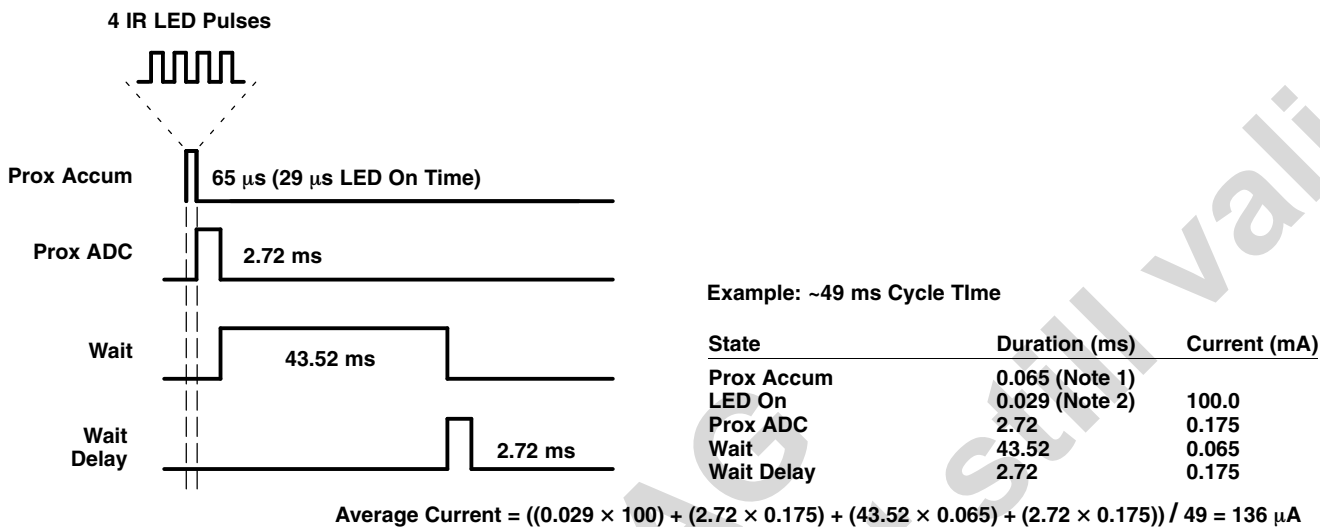 4 IR LED Pulses
Prox Accum
65 μs (29 μs LED On Time)
Prox ADC
2.72 ms
Wait
43.52 ms
Wait
Delay
2.72 ms
Example: ~49 ms Cycle TIme
State Duration (ms) Current (mA)
Prox Accum 0.065 (Note 1)
LED On 0.029 (Note 2) 100.0
Prox ADC 2.72 0.175
Wait 43.52 0.065
Wait Delay 2.72 0.175
Average Current = ((0.029 × 100) + (2.72 × 0.175) + (43.52 × 0.065) + (2.72 × 0.175)) / 49 = 136 μA
AG
still vali